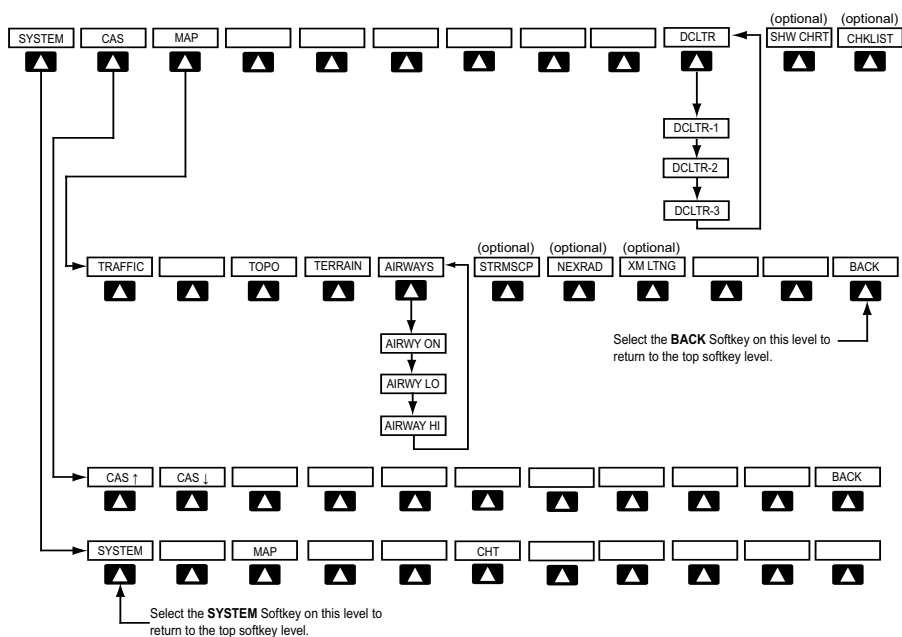 (optional) (optional)
SYSTEM CAS MAP DCLTR SHW CHRT CHKLIST
DCLTR-1
DCLTR-2
DCLTR-3
(optional) (optional) (optional)
TRAFFIC TOPO TERRAIN AIRWAYS STRMSCP NEXRAD XM LTNG BACK
Select the BACK Softkey on this level to
return to the top softkey level.
AIRWY ON
AIRWY LO
AIRWAY HI
CAS ↑ CAS ↓ BACK
SYSTEM MAP CHT
Select the SYSTEM Softkey on this level to
return to the top softkey level.